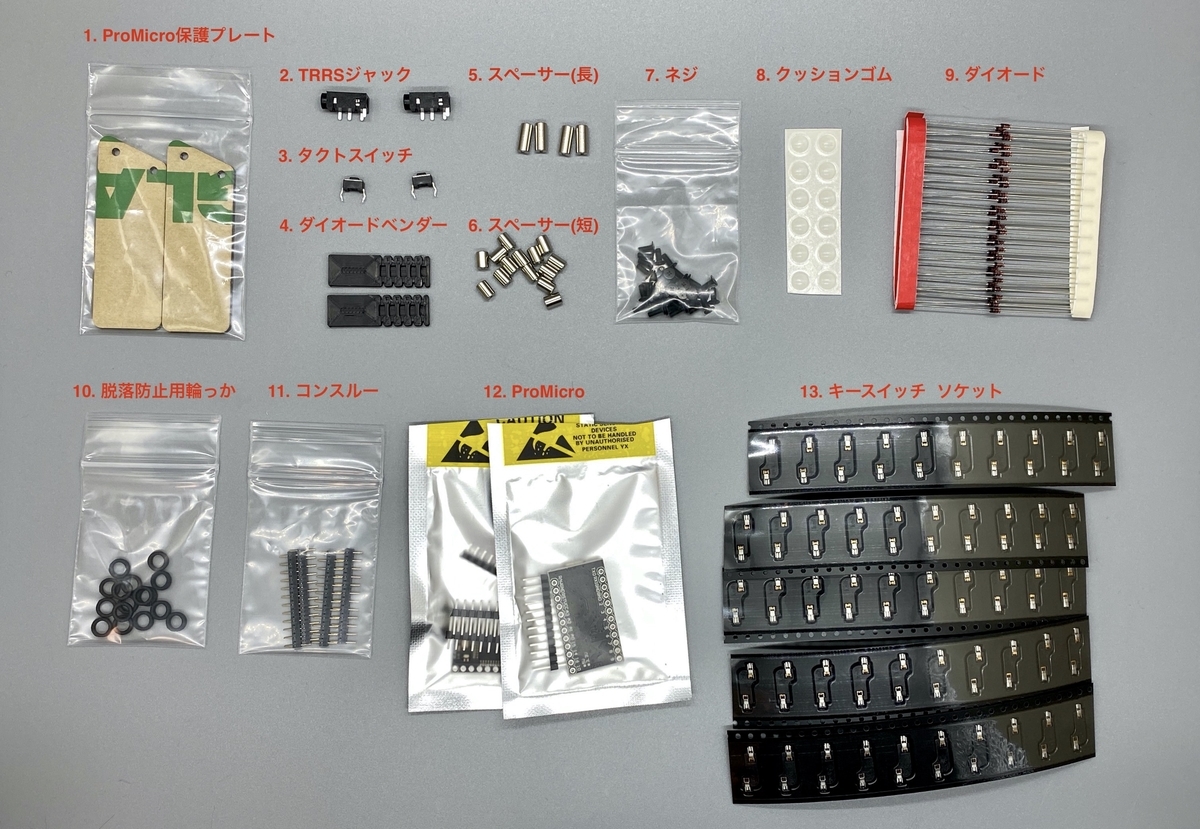 1. ProMicro保護プレート
2. TRRSジャック
5. スペーサー(長)
7. ネジ
8. クッションゴム
9. ダイオード
3. タクトスイッチ
4. ダイオードベンダー
6. スペーサー(短)
10. 脱落防止用輪っか
11. コンスルー
12. ProMicro
13. キースイッチ ソケット
CAUTION
DEVICES
NOT TO BE HANDLED
BY UNAUTHORISED
PERSONNEL YX